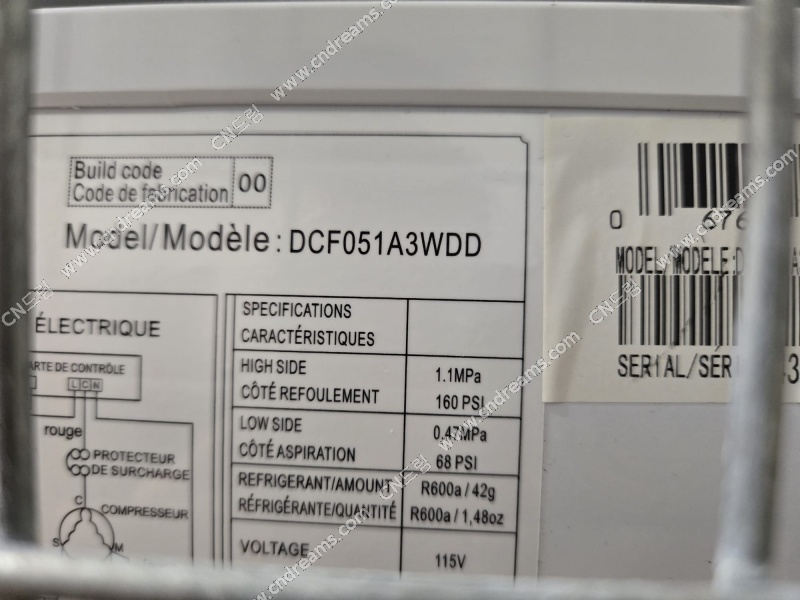 Build code
Code de fabrication
00
Model/Modèle: DCF051A3WDD
ÉLECTRIQUE
ARTE DE CONTRÔLE
L C N
rouge
PROTECTEUR
DE SURCHARGE
C
COMPRESSEUR
S
M
SPECIFICATIONS
CARACTÉRISTIQUES
HIGH SIDE 1.1MPa
CÔTÉ REFOULEMENT 160 PSI
LOW SIDE 0.47MPa
CÔTÉ ASPIRATION 68 PSI
REFRIGERANT/AMOUNT R600a / 42g
RÉFRIGÉRANTE/QUANTITÉ R600a / 1,48oz
VOLTAGE 115V
0 676
MODEL/MODELE:D
SERIAL/SÉR
CN드림 www.cndreams.com